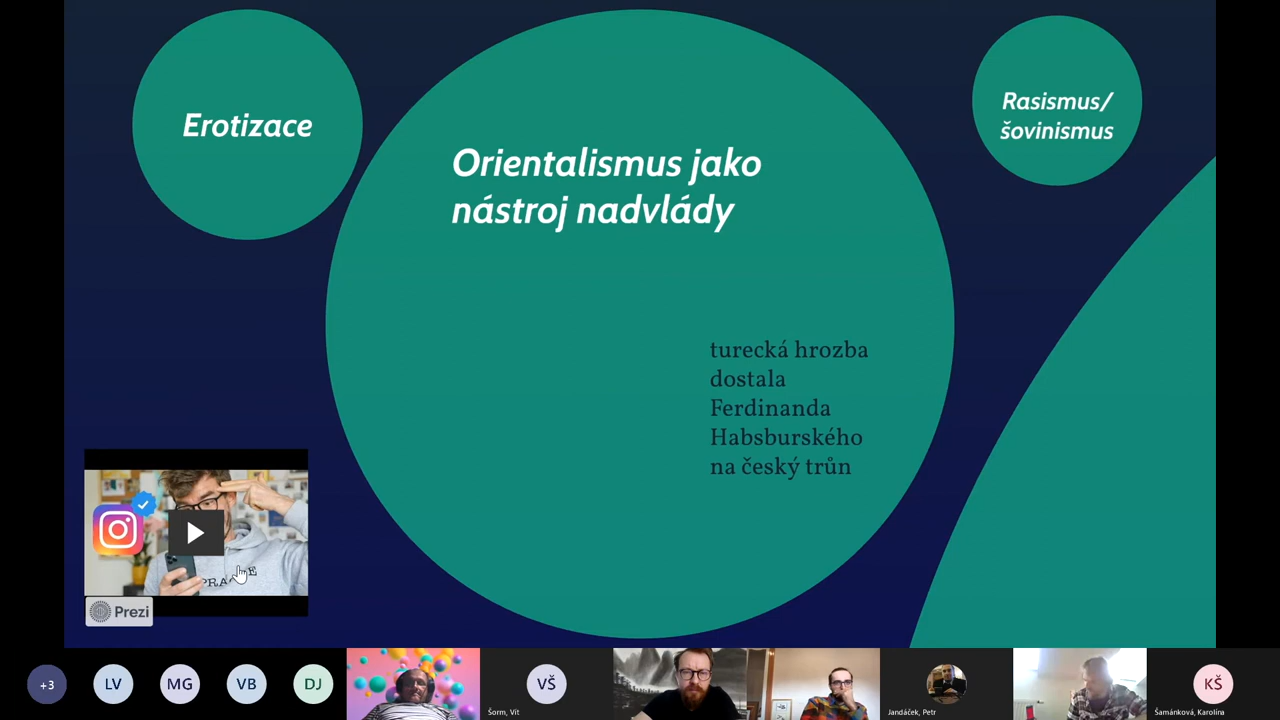 Erotizace
Orientalismus jako
nástroj nadvlády
Rasismus/
šovinismus
turecká hrozba
dostala
Ferdinanda
Habsburského
na český trůn
Prezi
+3
LV
MG
VB
DJ
VŠ
Šorm, Vít
Jandáček, Petr
KŠ
Šamánková, Karolína